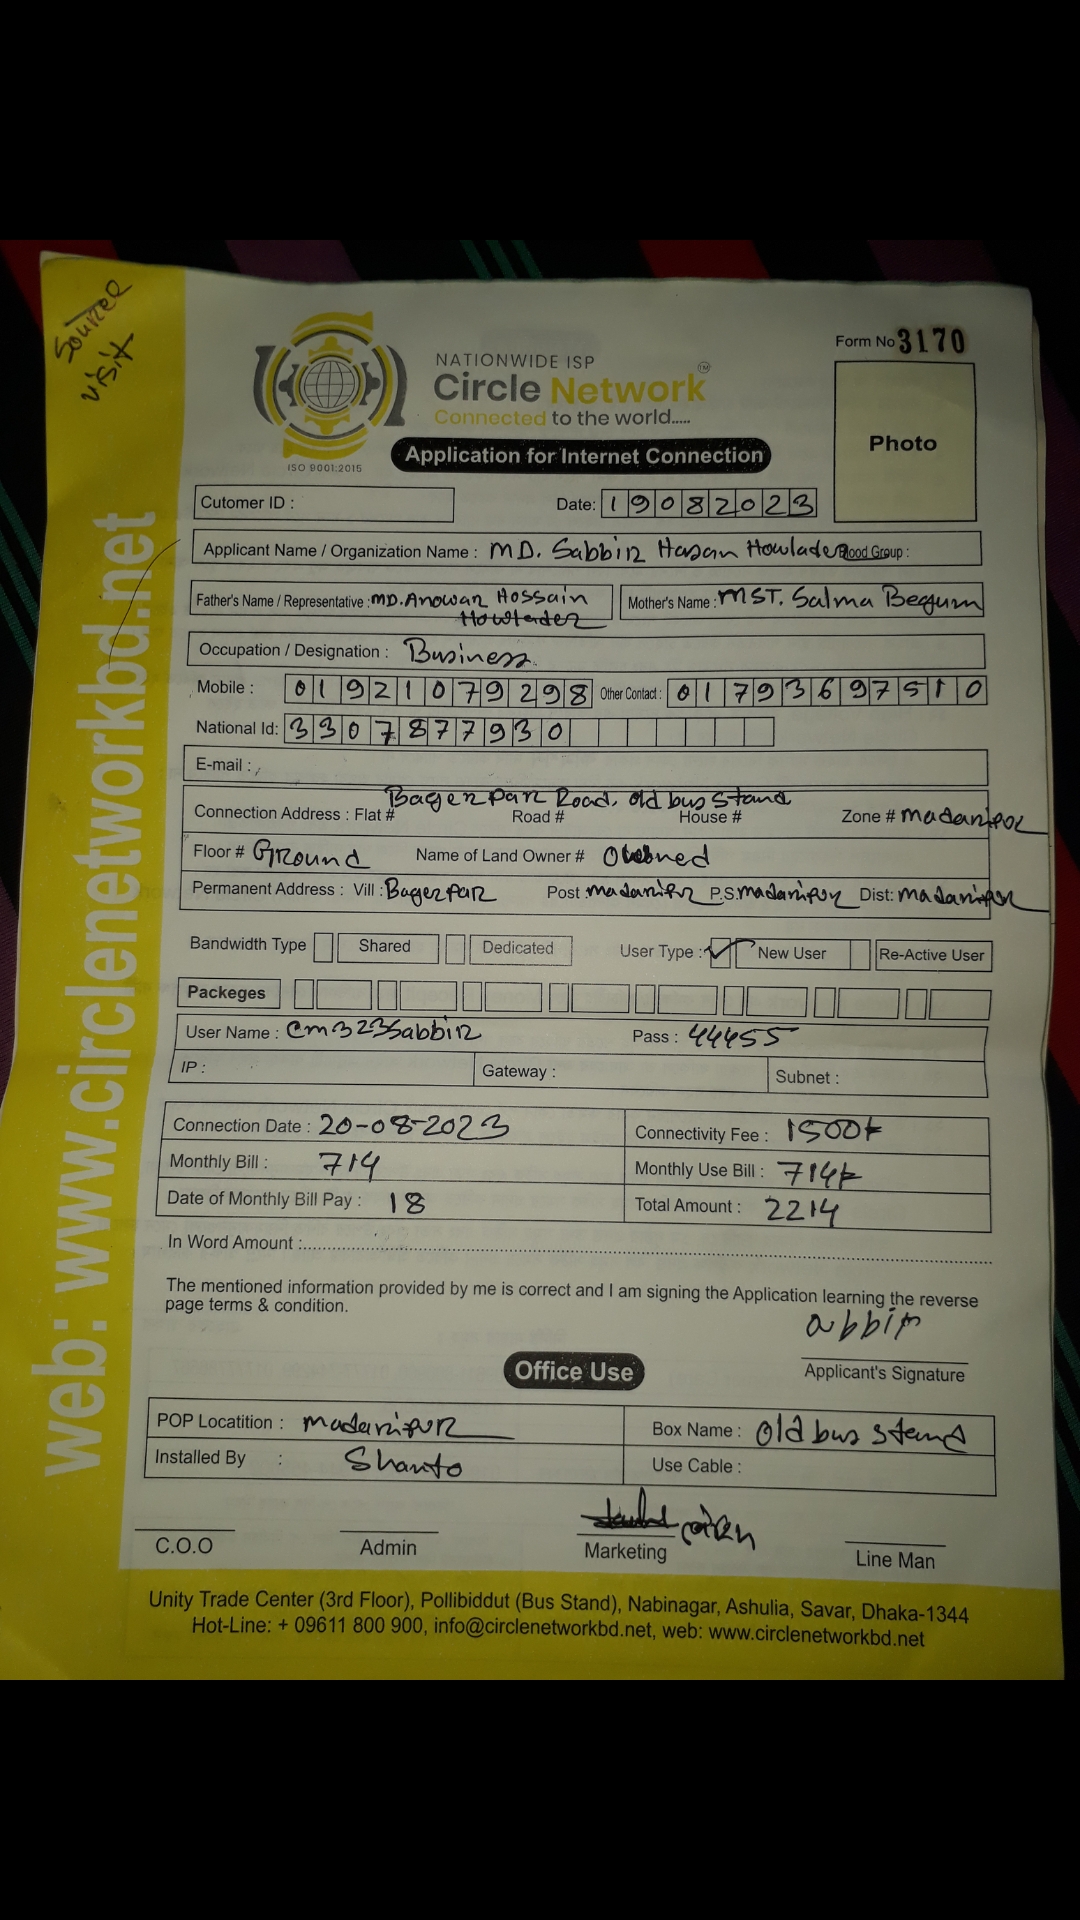 Source
visit
web: www.circlenetworkbd.net
Form No 3170
NATIONWIDE ISP
Circle Network TM
Connected to the world.....
ISO 9001:2015
Application for Internet Connection
Photo
Cutomer ID :
Date: 19082023
Applicant Name / Organization Name : MD. Sabbir Hasan Howlader Blood Group :
Father's Name / Representative : MD. Anowar Hossain Howlader
Mother's Name : MST. Salma Begum
Occupation / Designation : Business
Mobile : 01921079298 Other Contact : 01793697510
National Id: 3307877930
E-mail :
Bager Par Road, old bus stand
Connection Address : Flat # Road # House # Zone # madaripor
Floor # Ground Name of Land Owner #
Permanent Address : Vill : Bager par Post madaripur P.S. madaripur Dist: madaripur
Bandwidth Type Shared Dedicated User Type : ✓ New User Re-Active User
Packeges
User Name : cm323sabbir Pass : 44455
IP : Gateway : Subnet :
Connection Date : 20-08-2023 Connectivity Fee : 1500
Monthly Bill : 714 Monthly Use Bill : 714
Date of Monthly Bill Pay : 18 Total Amount : 2214
In Word Amount :
The mentioned information provided by me is correct and I am signing the Application learning the reverse
page terms & condition.
Applicant's Signature
Office Use
POP Locatition : madaripur Box Name : old bus stand
Installed By : Shanto Use Cable :
C.O.O Admin Marketing Line Man
Unity Trade Center (3rd Floor), Pollibiddut (Bus Stand), Nabinagar, Ashulia, Savar, Dhaka-1344
Hot-Line: + 09611 800 900, info@circlenetworkbd.net, web: www.circlenetworkbd.net